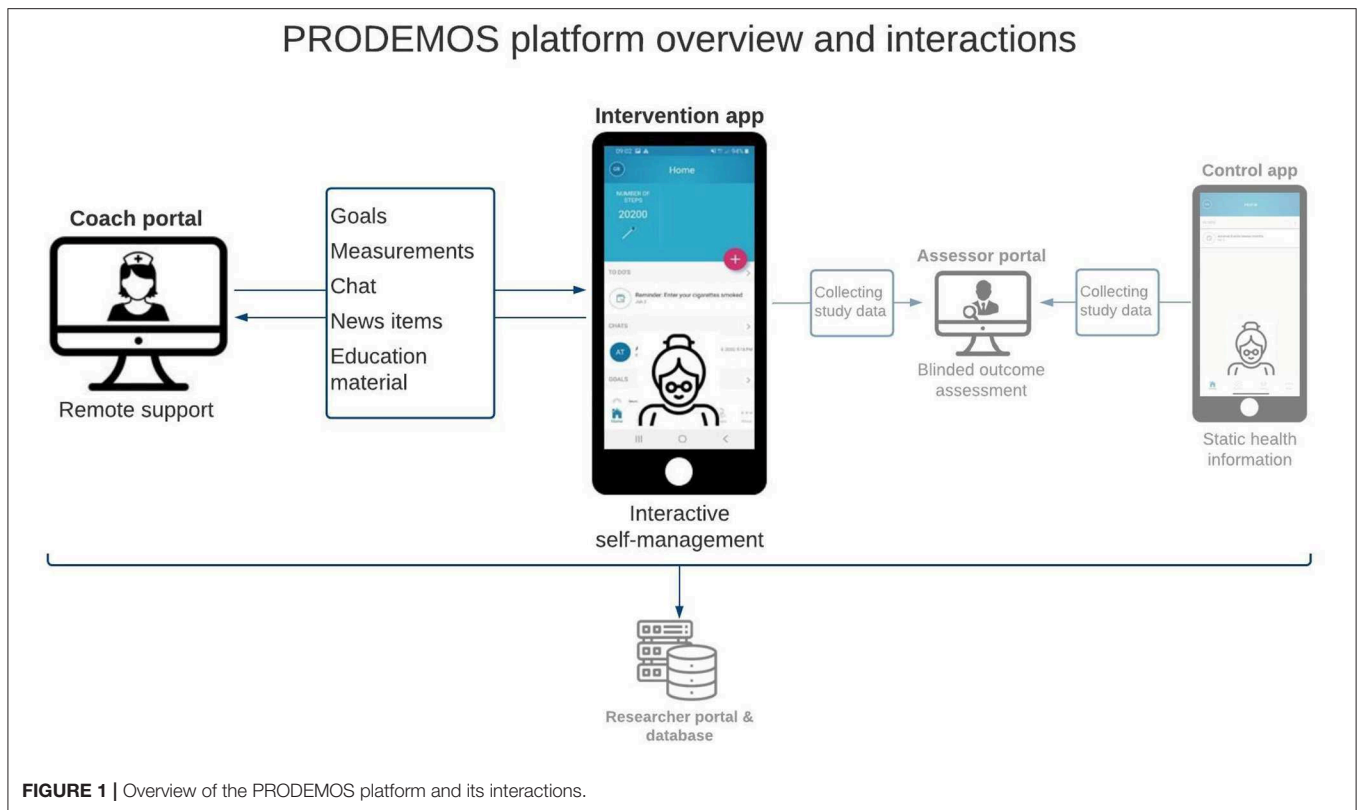 PRODEMOS platform overview and interactions
Coach portal
Remote support
Goals
Measurements
Chat
News items
Education
material
Intervention app
09:02
94%
Home
NUMBER OF
STEPS
20200
+
TO DO'S
Reminder: Enter your cigarettes smoked
CHATS
AT
GOALS
Interactive
self-management
Collecting
study data
Assessor portal
Blinded outcome
assessment
Collecting
study data
Control app
Static health
information
Researcher portal &
database
FIGURE 1 | Overview of the PRODEMOS platform and its interactions.